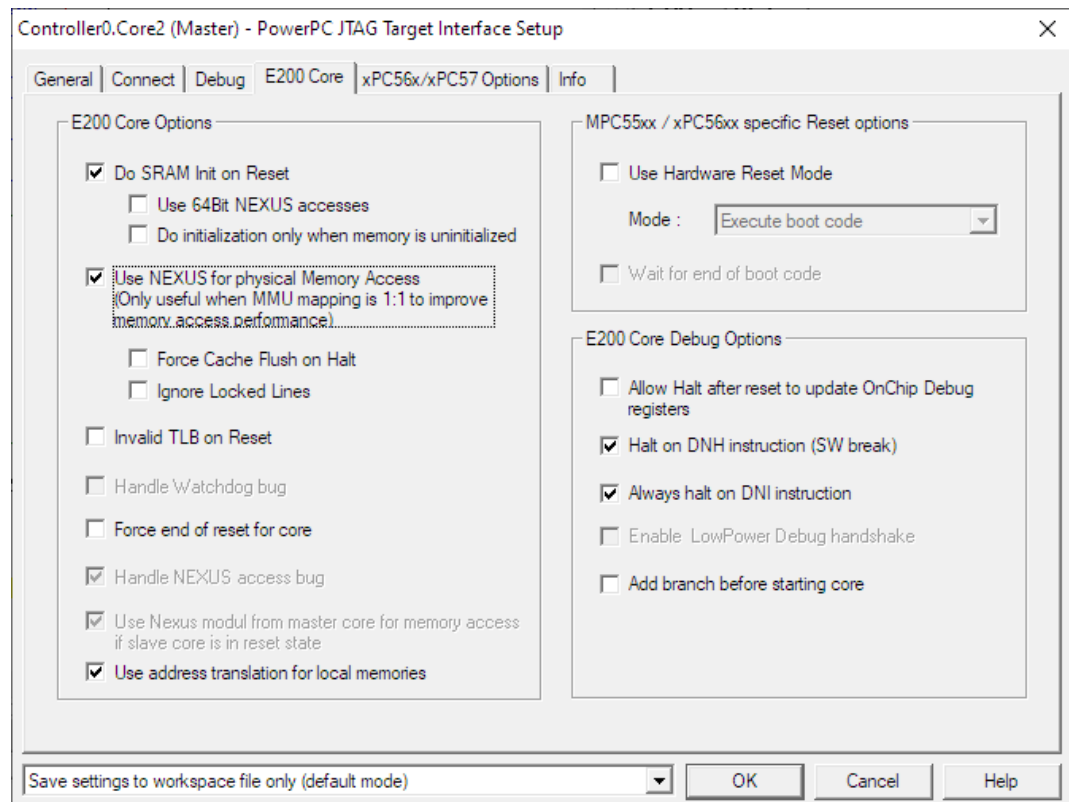 Controller0.Core2 (Master) - PowerPC JTAG Target Interface Setup
General
Connect
Debug
E200 Core
xPC56x/xPC57 Options
Info
E200 Core Options
Do SRAM Init on Reset
Use 64Bit NEXUS accesses
Do initialization only when memory is uninitialized
Use NEXUS for physical Memory Access
(Only useful when MMU mapping is 1:1 to improve
memory access performance)
Force Cache Flush on Halt
Ignore Locked Lines
Invalid TLB on Reset
Handle Watchdog bug
Force end of reset for core
Handle NEXUS access bug
Use Nexus modul from master core for memory access
if slave core is in reset state
Use address translation for local memories
MPC55xx / xPC56xx specific Reset options
Use Hardware Reset Mode
Mode :
Execute boot code
Wait for end of boot code
E200 Core Debug Options
Allow Halt after reset to update OnChip Debug
registers
Halt on DNH instruction (SW break)
Always halt on DNI instruction
Enable LowPower Debug handshake
Add branch before starting core
Save settings to workspace file only (default mode)
OK
Cancel
Help